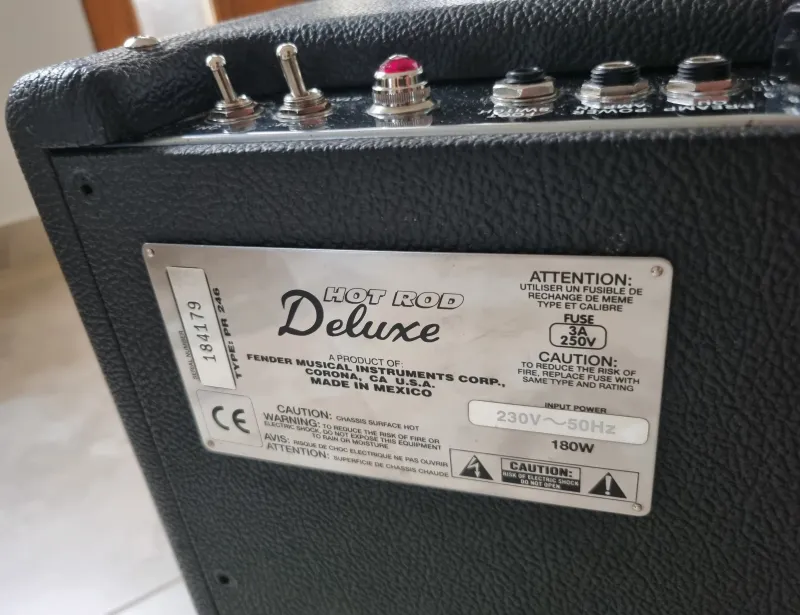 SERIAL NUMBER
184179
TYPE: PR 246
HOT ROD
Deluxe
A PRODUCT OF:
FENDER MUSICAL INSTRUMENTS CORP.,
CORONA, CA U.S.A.
MADE IN MEXICO
ATTENTION:
UTILISER UN FUSIBLE DE
RECHANGE DE MEME
TYPE ET CALIBRE
FUSE
3A
250V
CAUTION:
TO REDUCE THE RISK OF
FIRE, REPLACE FUSE WITH
SAME TYPE AND RATING
INPUT POWER
230V~50Hz
180W
CE
CAUTION: CHASSIS SURFACE HOT
WARNING: TO REDUCE THE RISK OF FIRE OR
ELECTRIC SHOCK, DO NOT EXPOSE THIS EQUIPMENT
TO RAIN OR MOISTURE
AVIS: RISQUE DE CHOC ELECTRIQUE NE PAS OUVRIR
ATTENTION: SUPERFICIE DE CHASSIS CHAUDE
CAUTION:
RISK OF ELECTRIC SHOCK
DO NOT OPEN